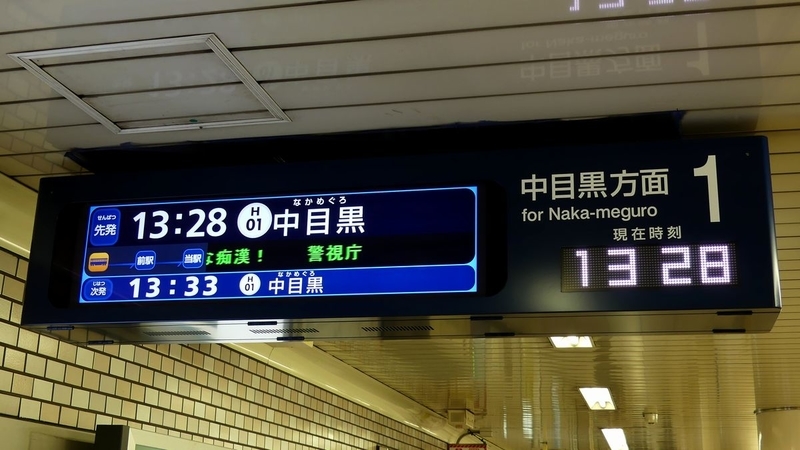 せんぱつ
先発
13:28
H
01
なかめぐろ
中目黒
前駅
当駅
な痴漢！　警視庁
じはつ
次発
13:33
H
01
なかめぐろ
中目黒
中目黒方面
for Naka-meguro
1
現在時刻
13 28